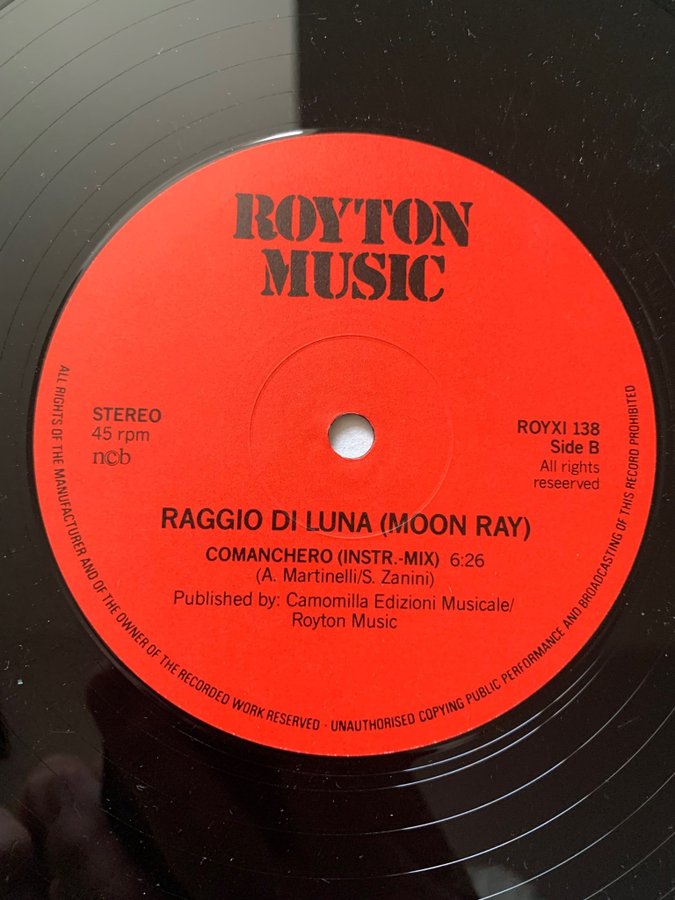 ROYTON
MUSIC
STEREO
45 rpm
n©b
ROYXI 138
Side B
All rights
reseerved
RAGGIO DI LUNA (MOON RAY)
COMANCHERO (INSTR.-MIX) 6:26
(A. Martinelli/S. Zanini)
Published by: Camomilla Edizioni Musicale/
Royton Music
ALL RIGHTS OF THE MANUFACTURER AND OF THE OWNER OF THE RECORDED WORK RESERVED · UNAUTHORISED COPYING PUBLIC PERFORMANCE AND BROADCASTING OF THIS RECORD PROHIBITED